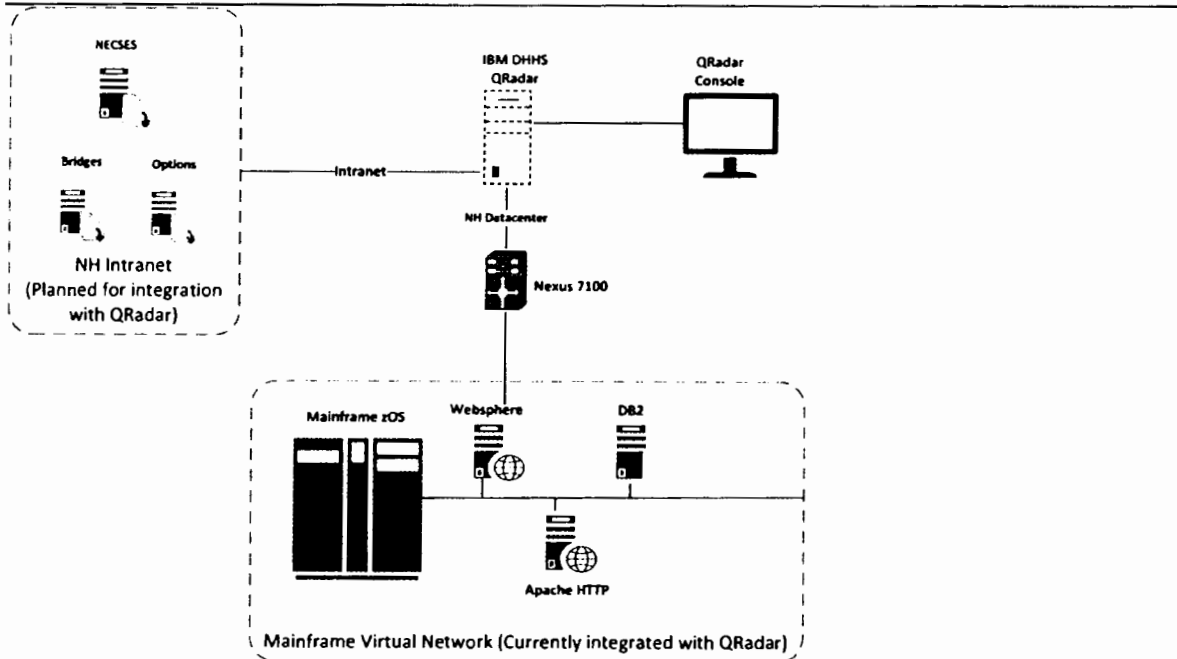 NECSES
Bridges
Options
NH Intranet
(Planned for integration
with QRadar)
Intranet
IBM DHHS
QRadar
QRadar
Console
NH Datacenter
Nexus 7100
Mainframe zOS
Websphere
DB2
Apache HTTP
Mainframe Virtual Network (Currently integrated with QRadar)